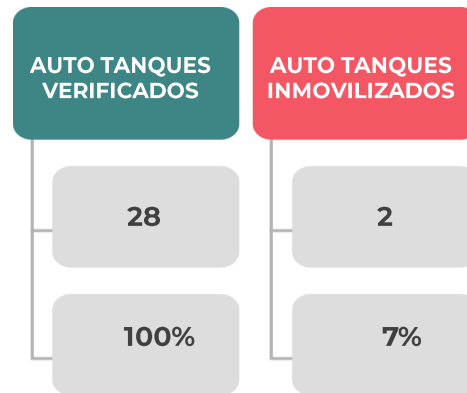 AUTO TANQUES
VERIFICADOS
28
100%
AUTO TANQUES
INMOVILIZADOS
2
7%